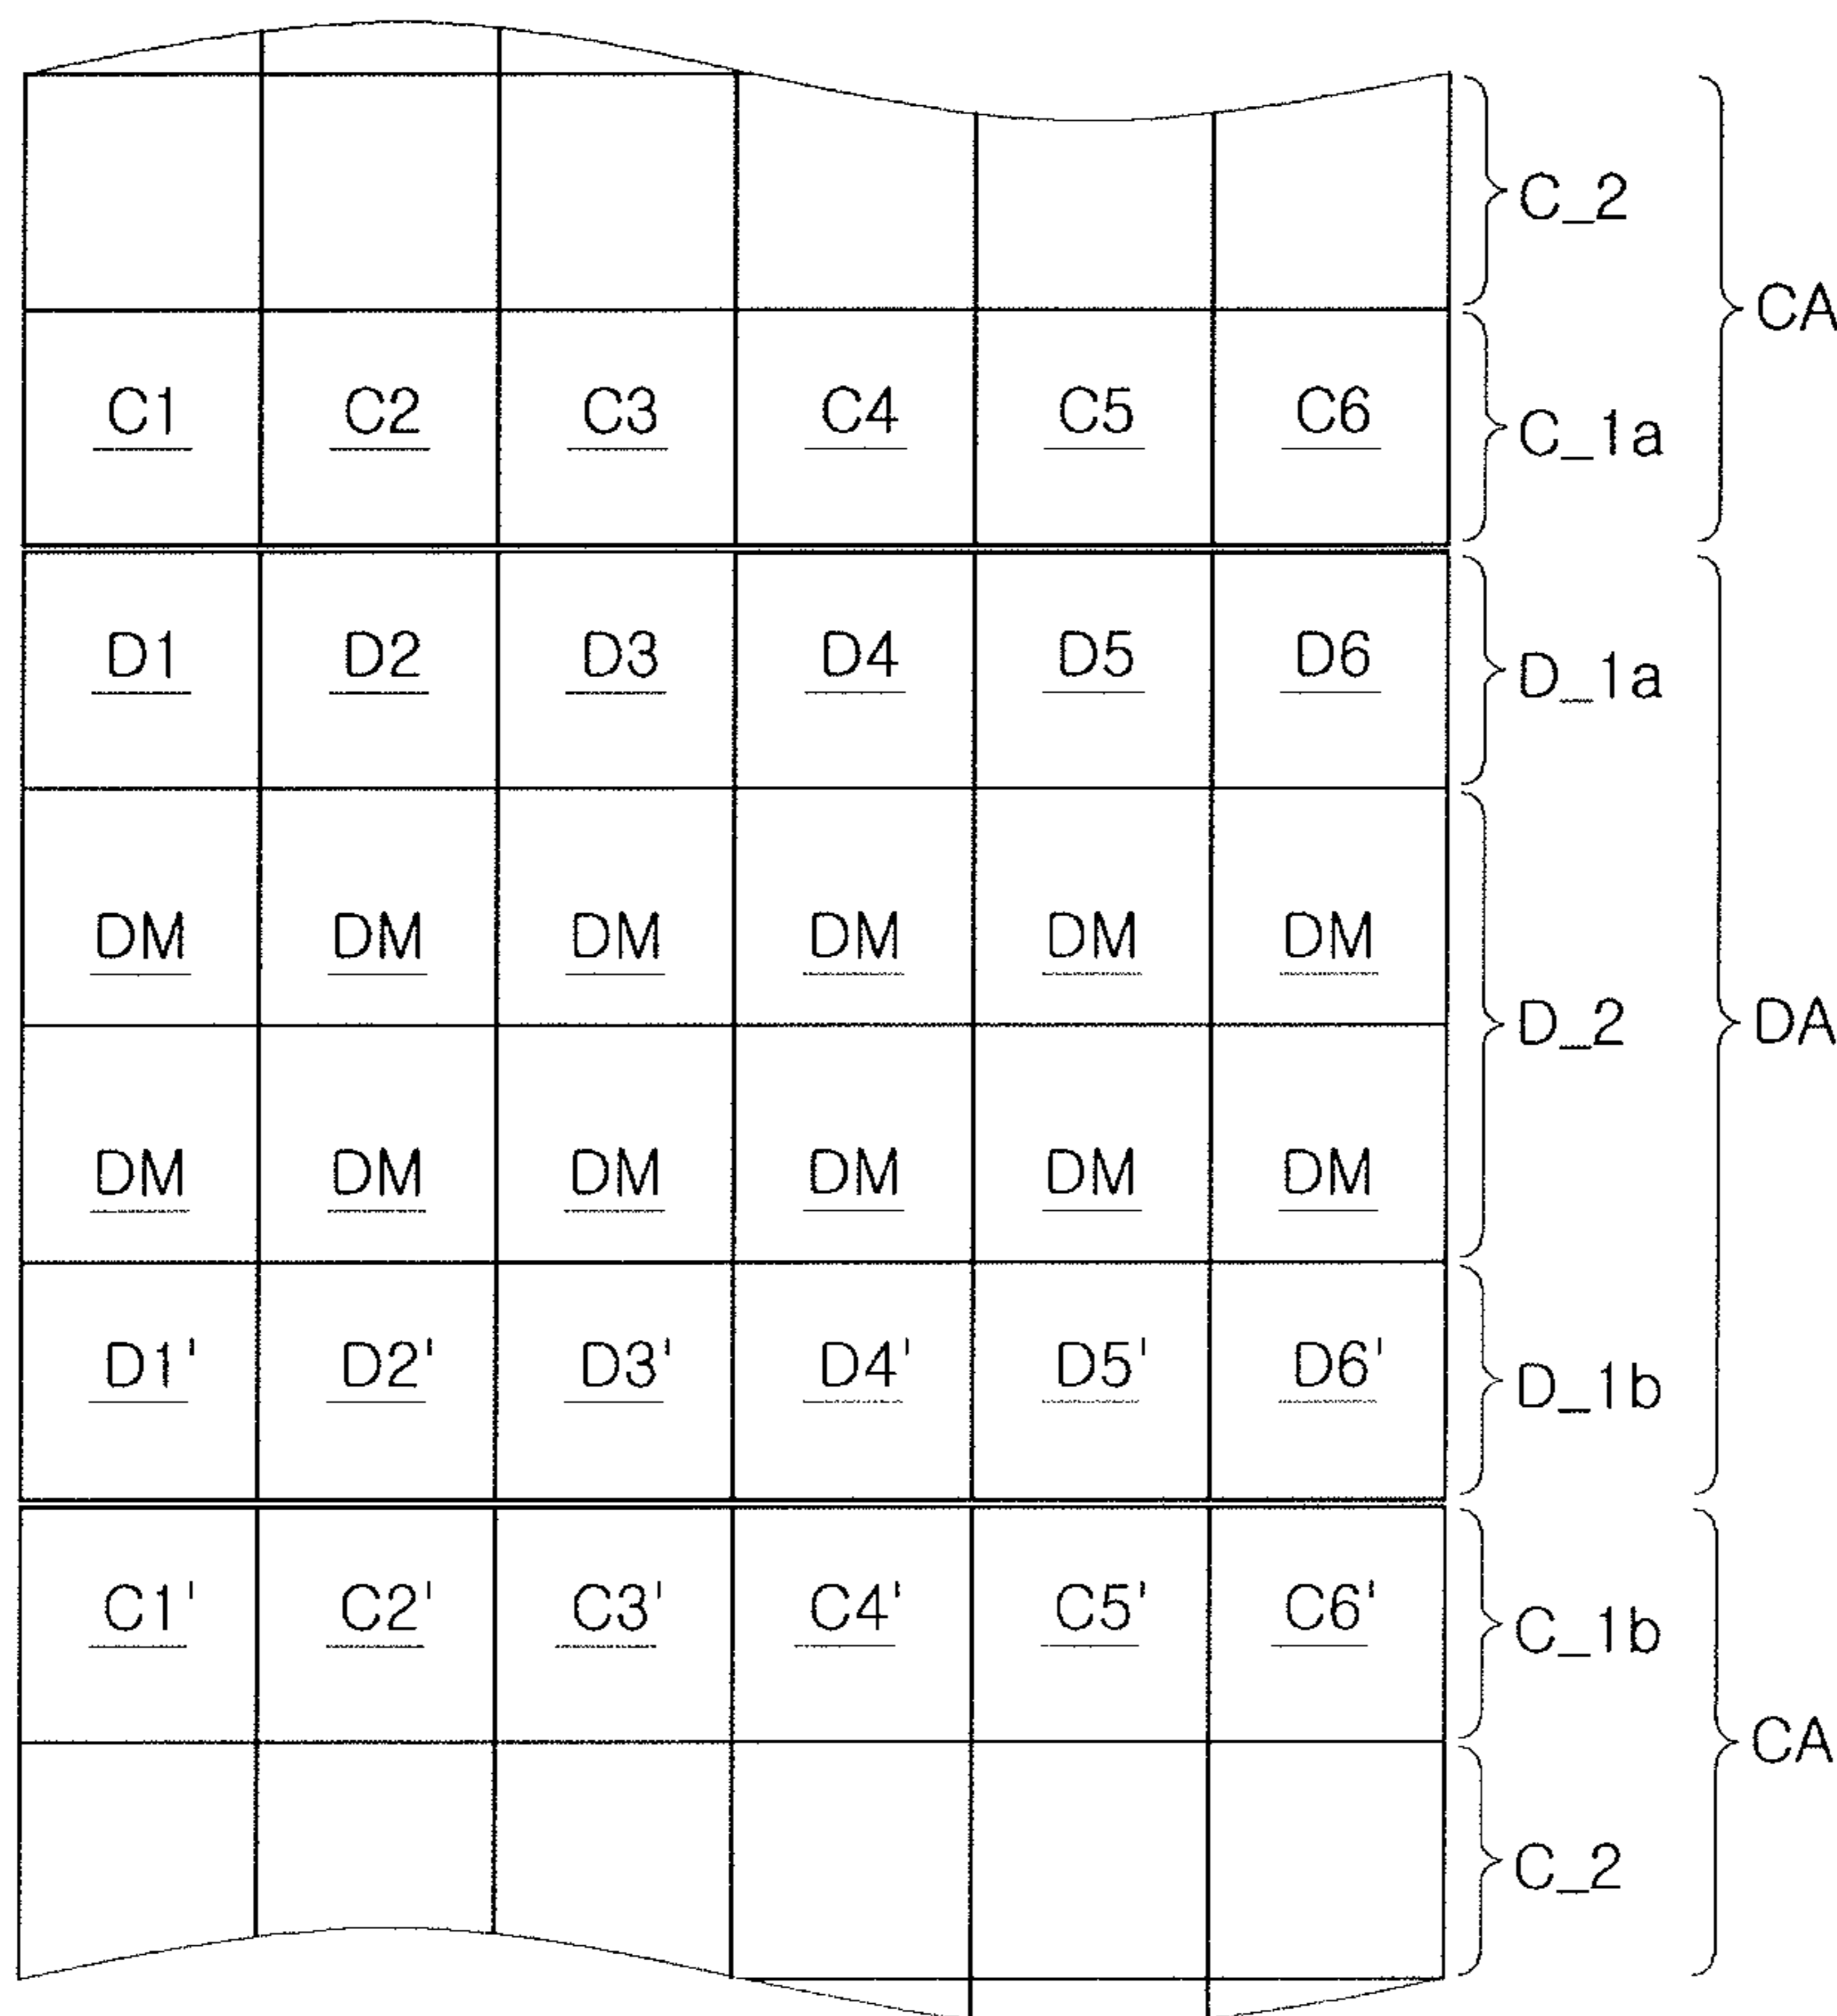 C_2
CA
C1 C2 C3 C4 C5 C6 C_1a
D1 D2 D3 D4 D5 D6 D_1a
DM DM DM DM DM DM
D_2 DA
DM DM DM DM DM DM
D1' D2' D3' D4' D5' D6' D_1b
C1' C2' C3' C4' C5' C6' C_1b
CA
C_2